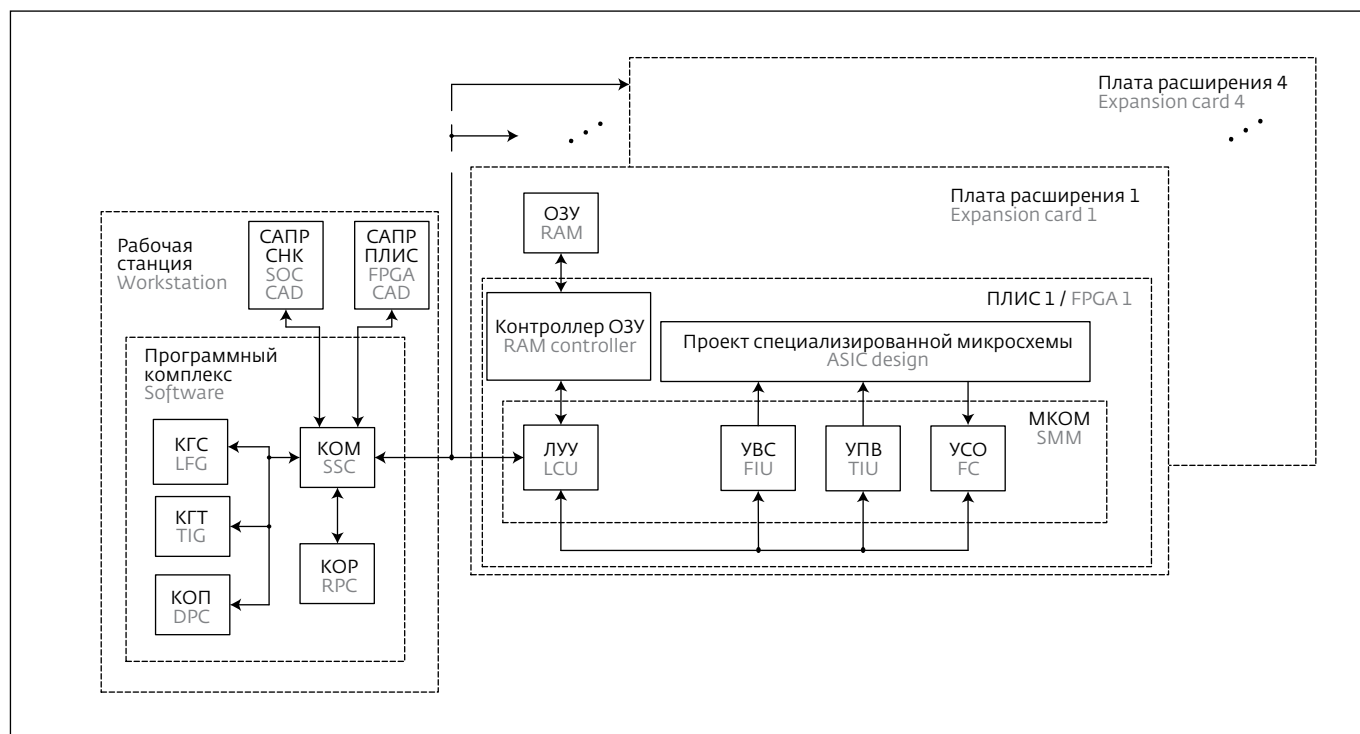 Плата расширения 4
Expansion card 4
Плата расширения 1
Expansion card 1
Рабочая
станция
Workstation
САПР
СНК
SOC
CAD
САПР
ПЛИС
FPGA
CAD
ОЗУ
RAM
ПЛИС 1 / FPGA 1
Контроллер ОЗУ
RAM controller
Проект специализированной микросхемы
ASIC design
Программный
комплекс
Software
КГС
LFG
КОМ
SSC
КГТ
TIG
КОР
RPC
КОП
DPC
МКОМ
SMM
ЛУУ
LCU
УВС
FIU
УПВ
TIU
УСО
FC